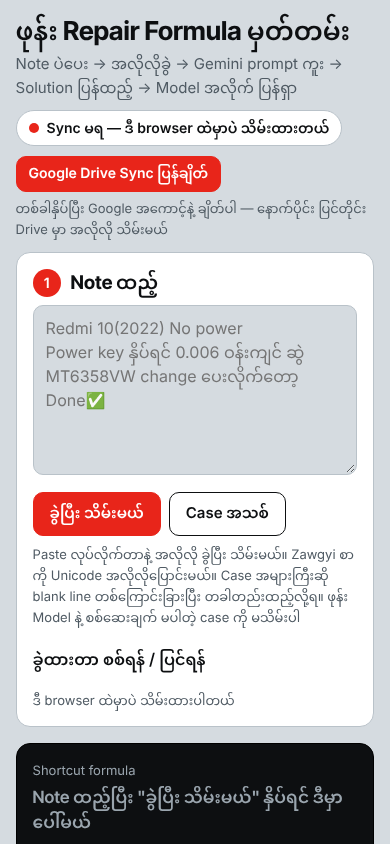 ဖုန်း Repair Formula မှတ်တမ်း
Note ပဲပေး → အလိုလိုခွဲ → Gemini prompt ကူး →
Solution ပြန်ထည့် → Model အလိုက် ပြန်ရှာ
Sync မရ — ဒီ browser ထဲမှာပဲ သိမ်းထားတယ်
Google Drive Sync ပြန်ချိတ်
တစ်ခါနှိပ်ပြီး Google အကောင့်နဲ့ ချိတ်ပါ — နောက်ပိုင်း ပြင်တိုင်း
Drive မှာ အလိုလို သိမ်းမယ်
1 Note ထည့်
Redmi 10(2022) No power
Power key နှိပ်ရင် 0.006 ဝန်းကျင် ဆွဲ
MT6358VW change ပေးလိုက်တော့
Done✅
ခွဲပြီး သိမ်းမယ်
Case အသစ်
Paste လုပ်လိုက်တာနဲ့ အလိုလို ခွဲပြီး သိမ်းမယ်။ Zawgyi စာ
ကို Unicode အလိုလိုပြောင်းမယ်။ Case အများကြီးဆို
blank line တစ်ကြောင်းခြားပြီး တခါတည်းထည့်လို့ရ။ ဖုန်း
Model နဲ့ စစ်ဆေးချက် မပါတဲ့ case ကို မသိမ်းပါ
ခွဲထားတာ စစ်ရန် / ပြင်ရန်
ဒီ browser ထဲမှာပဲ သိမ်းထားပါတယ်
Shortcut formula
Note ထည့်ပြီး "ခွဲပြီး သိမ်းမယ်" နှိပ်ရင် ဒီမှာ
ပေါ်မယ်